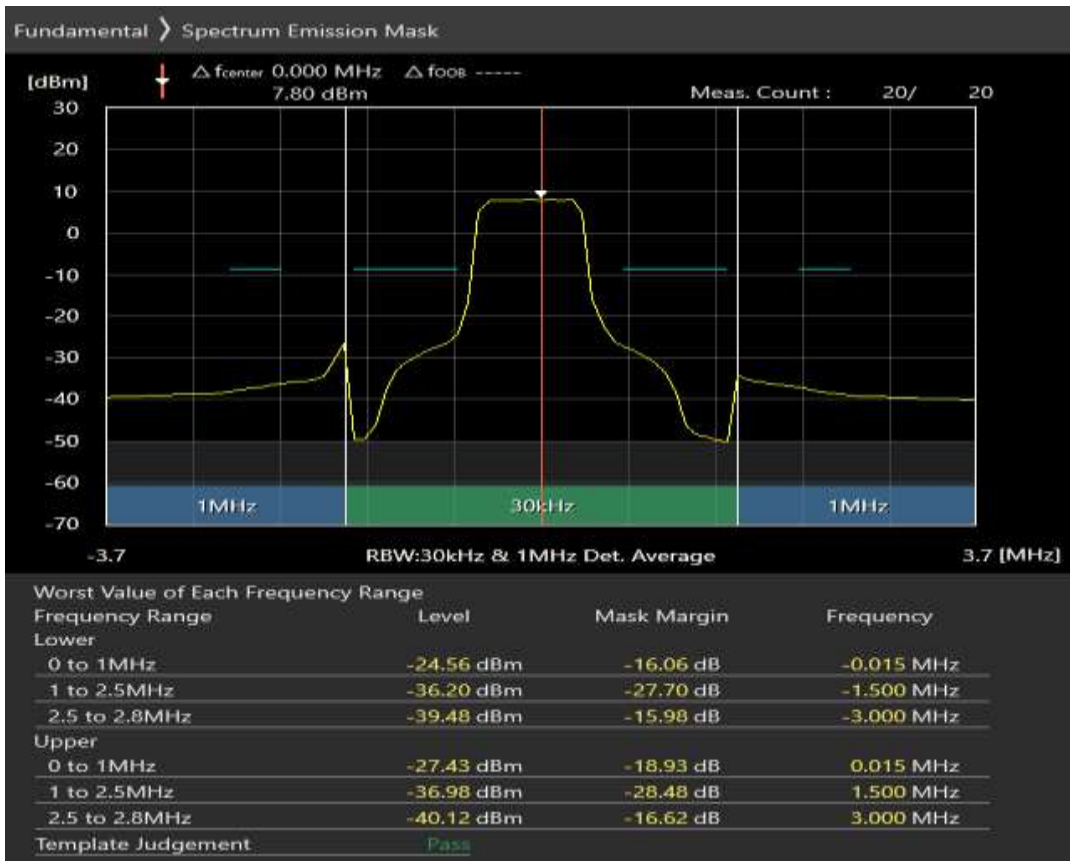 Fundamental 〉 Spectrum Emission Mask
[dBm] △ fcenter 0.000 MHz △ fOOB -----
7.80 dBm Meas. Count : 20/ 20
30
20
10
0
-10
-20
-30
-40
-50
-60
1MHz 30kHz 1MHz
-70
-3.7 RBW:30kHz & 1MHz Det. Average 3.7 [MHz]
Worst Value of Each Frequency Range
Frequency Range Level Mask Margin Frequency
Lower
0 to 1MHz -24.56 dBm -16.06 dB -0.015 MHz
1 to 2.5MHz -36.20 dBm -27.70 dB -1.500 MHz
2.5 to 2.8MHz -39.48 dBm -15.98 dB -3.000 MHz
Upper
0 to 1MHz -27.43 dBm -18.93 dB 0.015 MHz
1 to 2.5MHz -36.98 dBm -28.48 dB 1.500 MHz
2.5 to 2.8MHz -40.12 dBm -16.62 dB 3.000 MHz
Template Judgement Pass